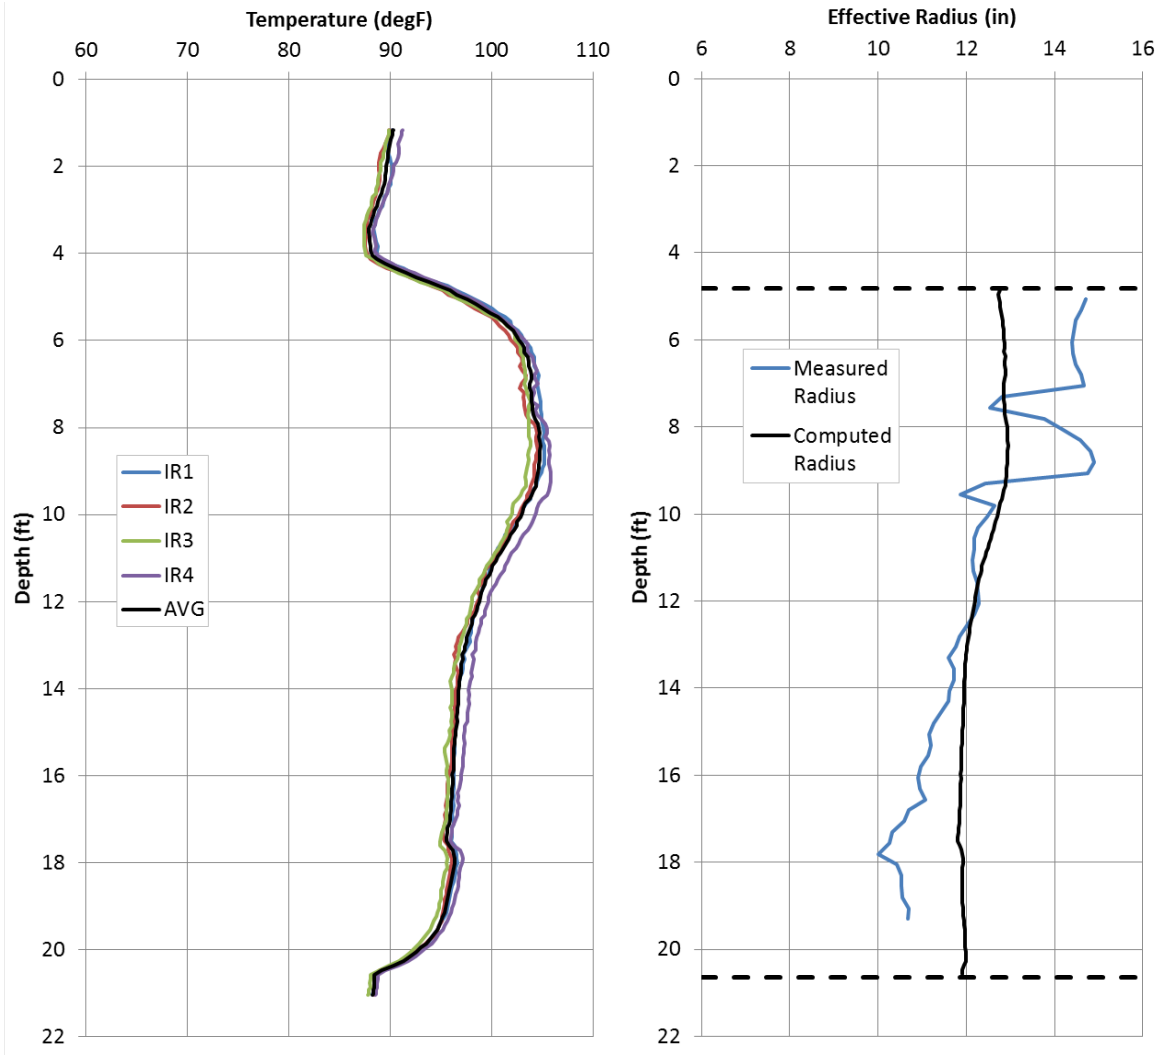 Temperature (degF)
60 70 80 90 100 110
0
2
4
6
8
10
12
14
16
18
20
22
Depth (ft)
IR1
IR2
IR3
IR4
AVG
Effective Radius (in)
6 8 10 12 14 16
0
2
4
6
8
10
12
14
16
18
20
22
Depth (ft)
Measured
Radius
Computed
Radius